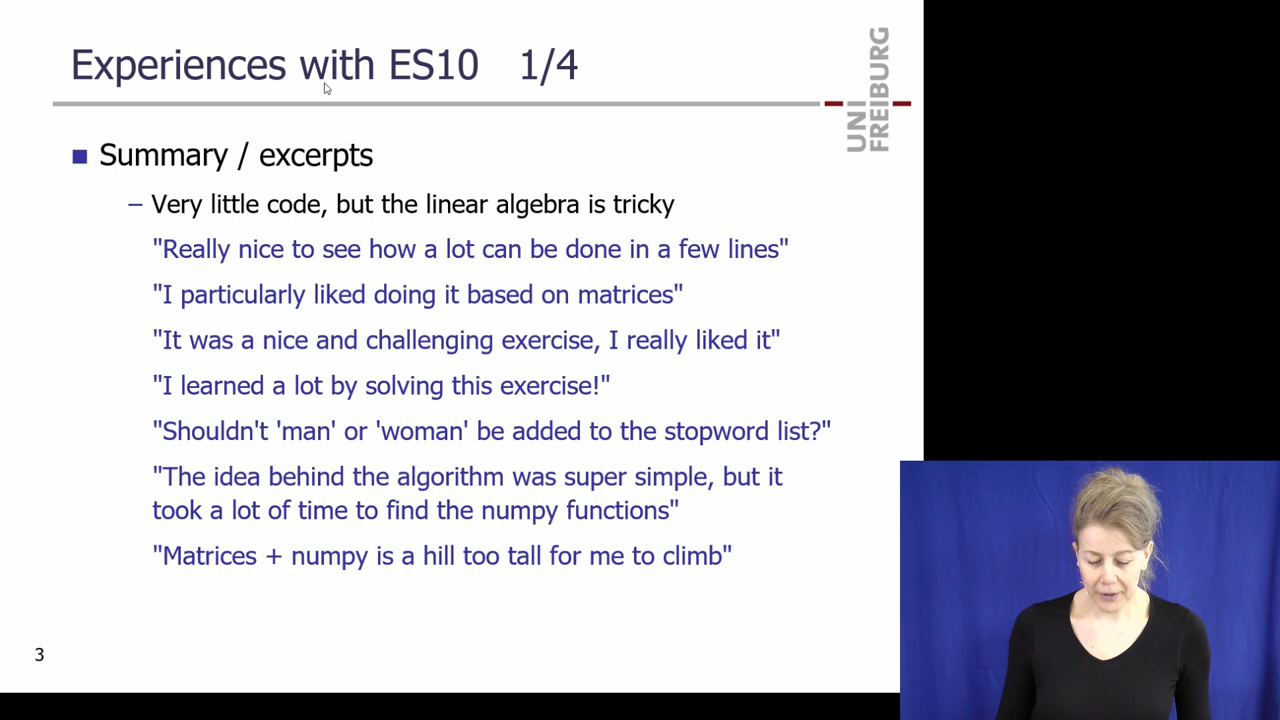 Experiences with ES10 1/4
UNI
FREIBURG
Summary / excerpts
– Very little code, but the linear algebra is tricky
"Really nice to see how a lot can be done in a few lines"
"I particularly liked doing it based on matrices"
"It was a nice and challenging exercise, I really liked it"
"I learned a lot by solving this exercise!"
"Shouldn't 'man' or 'woman' be added to the stopword list?"
"The idea behind the algorithm was super simple, but it
took a lot of time to find the numpy functions"
"Matrices + numpy is a hill too tall for me to climb"
3